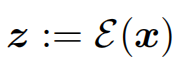 z := ℰ(x)